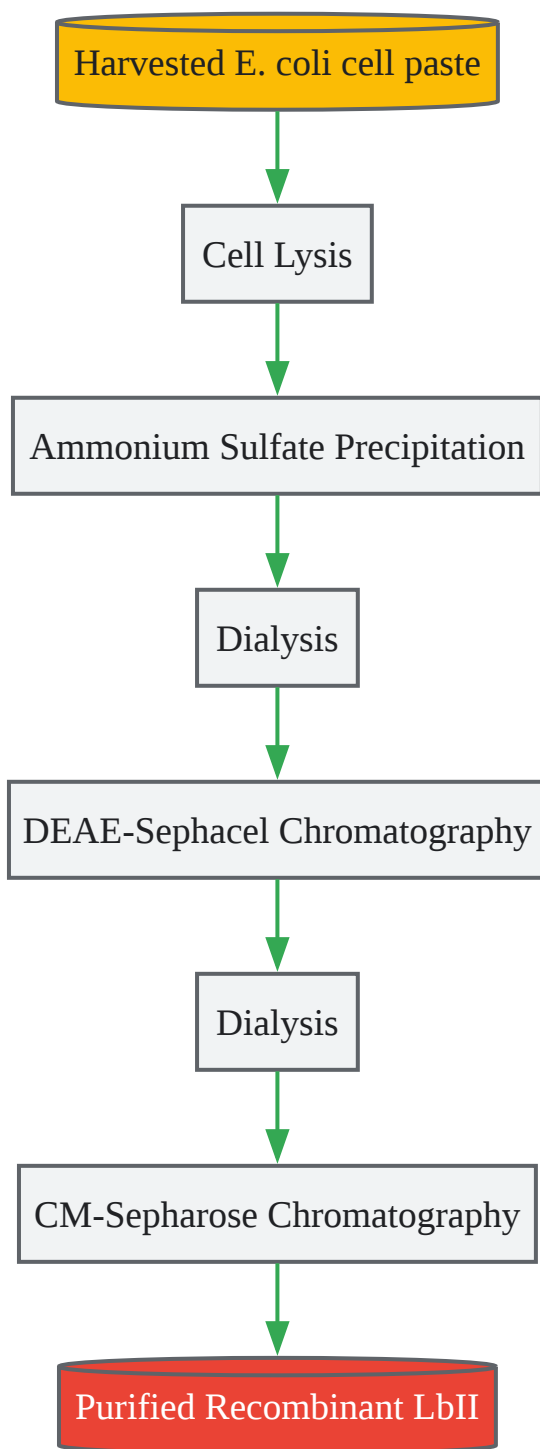 Harvested E. coli cell paste
Cell Lysis
Ammonium Sulfate Precipitation
Dialysis
DEAE-Sephacel Chromatography
Dialysis
CM-Sepharose Chromatography
Purified Recombinant LbII